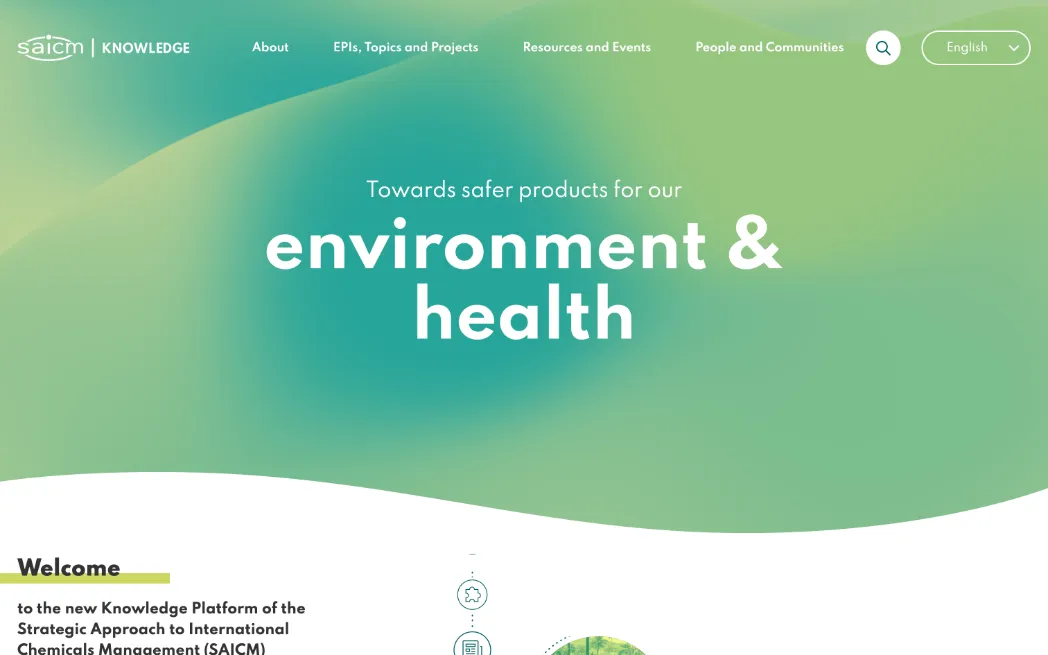 saicm | KNOWLEDGE
About
EPIs, Topics and Projects
Resources and Events
People and Communities
English
Towards safer products for our
environment &
health
Welcome
to the new Knowledge Platform of the
Strategic Approach to International
Chemicals Management (SAICM)